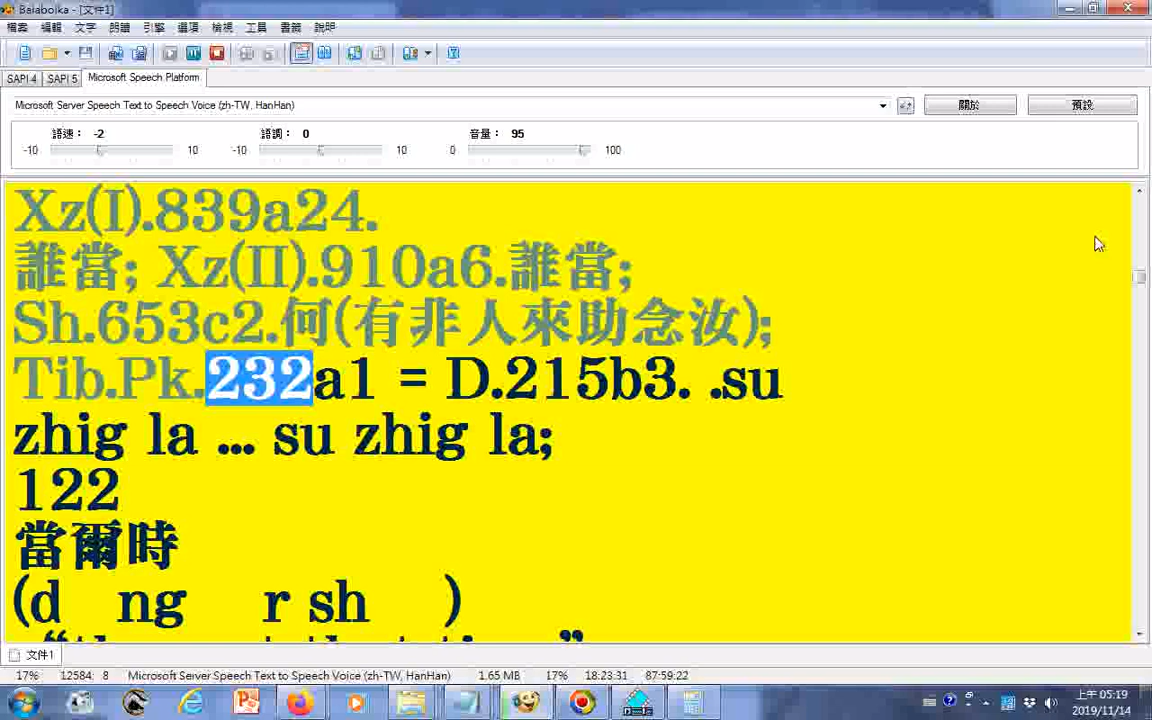 Balabolka - [文件1]
檔案 編輯 文字 朗讀 引擎 選項 檢視 工具 書籤 說明
SAPI 4 SAPI 5 Microsoft Speech Platform
Microsoft Server Speech Text to Speech Voice (zh-TW, HanHan) 關於 預設
語速： -2 語調： 0 音量： 95
-10 10 -10 10 0 100
Xz(I).839a24.
誰當; Xz(II).910a6.誰當;
Sh.653c2.何(有非人來助念汝);
Tib.Pk.232a1 = D.215b3. .su
zhig la ... su zhig la;
122
當爾時
(d ng r sh )
文件1
17% 12584: 8 Microsoft Server Speech Text to Speech Voice (zh-TW, HanHan) 1.65 MB 17% 18:23:31 87:59:22
上午 05:19
2019/11/14